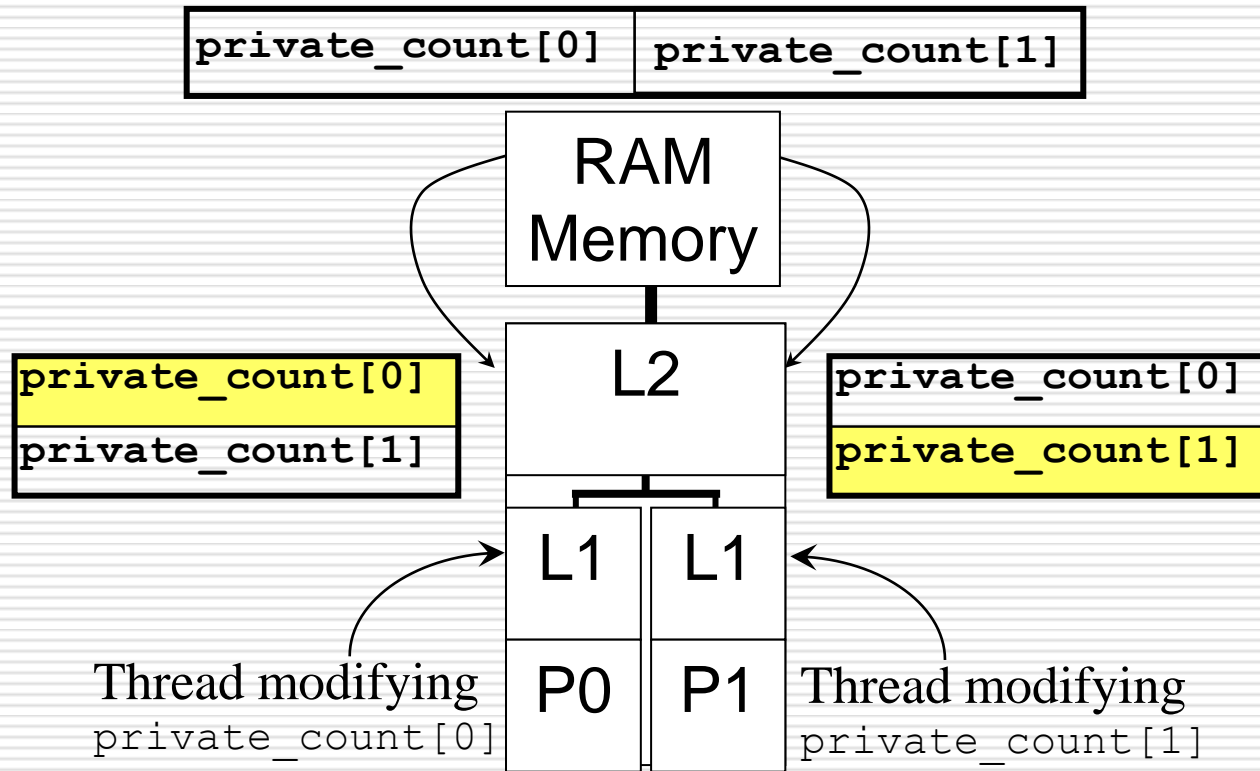 private_count[0] private_count[1]
RAM
Memory
L2
private_count[0]
private_count[1]
private_count[0]
private_count[1]
L1 L1
P0 P1
Thread modifying
private_count[0]
Thread modifying
private_count[1]